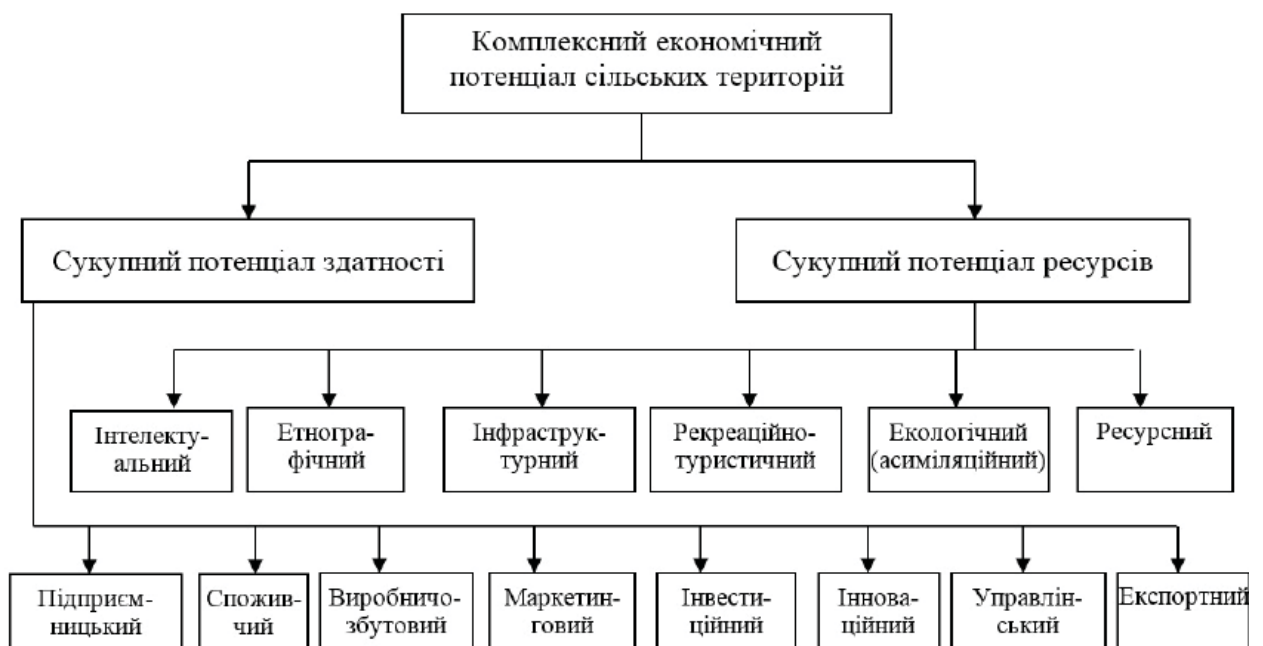 Комплексний економічний
потенціал сільських територій
Сукупний потенціал здатності
Сукупний потенціал ресурсів
Інтелекту-
альний
Етногра-
фічний
Інфраструк-
турний
Рекреаційно-
туристичний
Екологічний
(асиміляційний)
Ресурсний
Підприєм-
ницький
Спожив-
чий
Виробничо-
збутовий
Маркетин-
говий
Інвести-
ційний
Іннова-
ційний
Управлін-
ський
Експортний